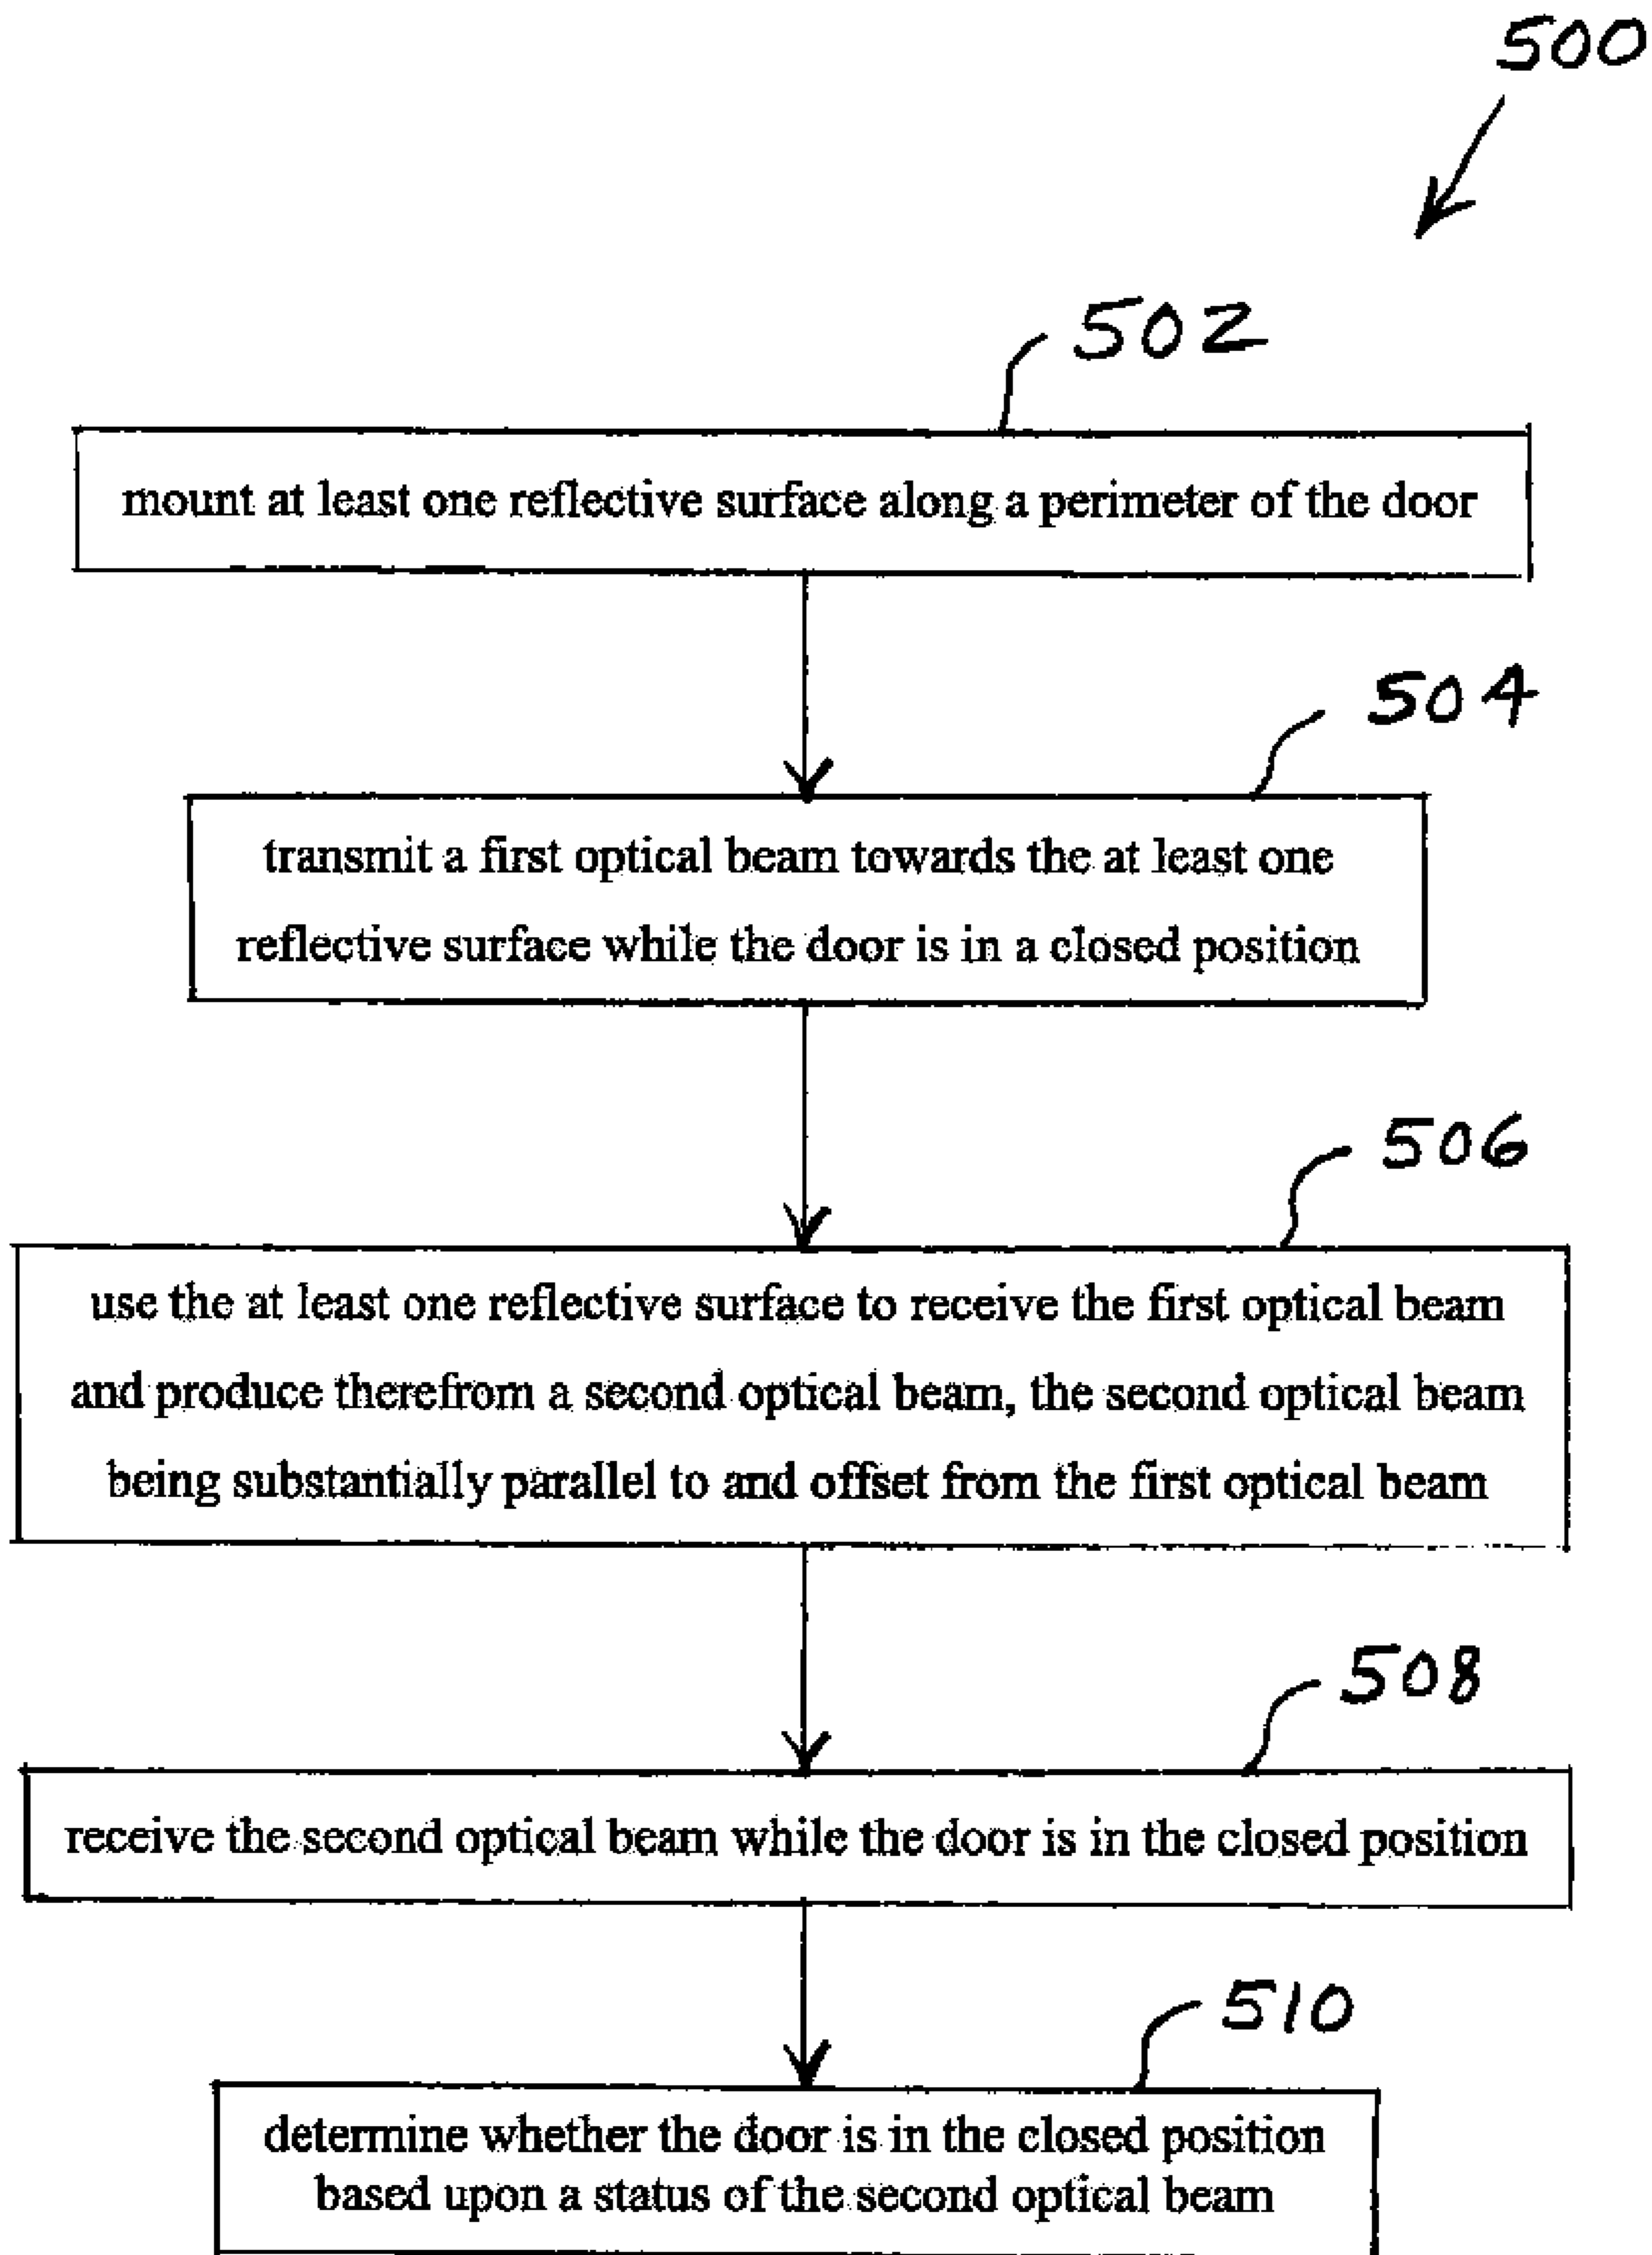 500
502
mount at least one reflective surface along a perimeter of the door
504
transmit a first optical beam towards the at least one
reflective surface while the door is in a closed position
506
use the at least one reflective surface to receive the first optical beam
and produce therefrom a second optical beam, the second optical beam
being substantially parallel to and offset from the first optical beam
508
receive the second optical beam while the door is in the closed position
510
determine whether the door is in the closed position
based upon a status of the second optical beam